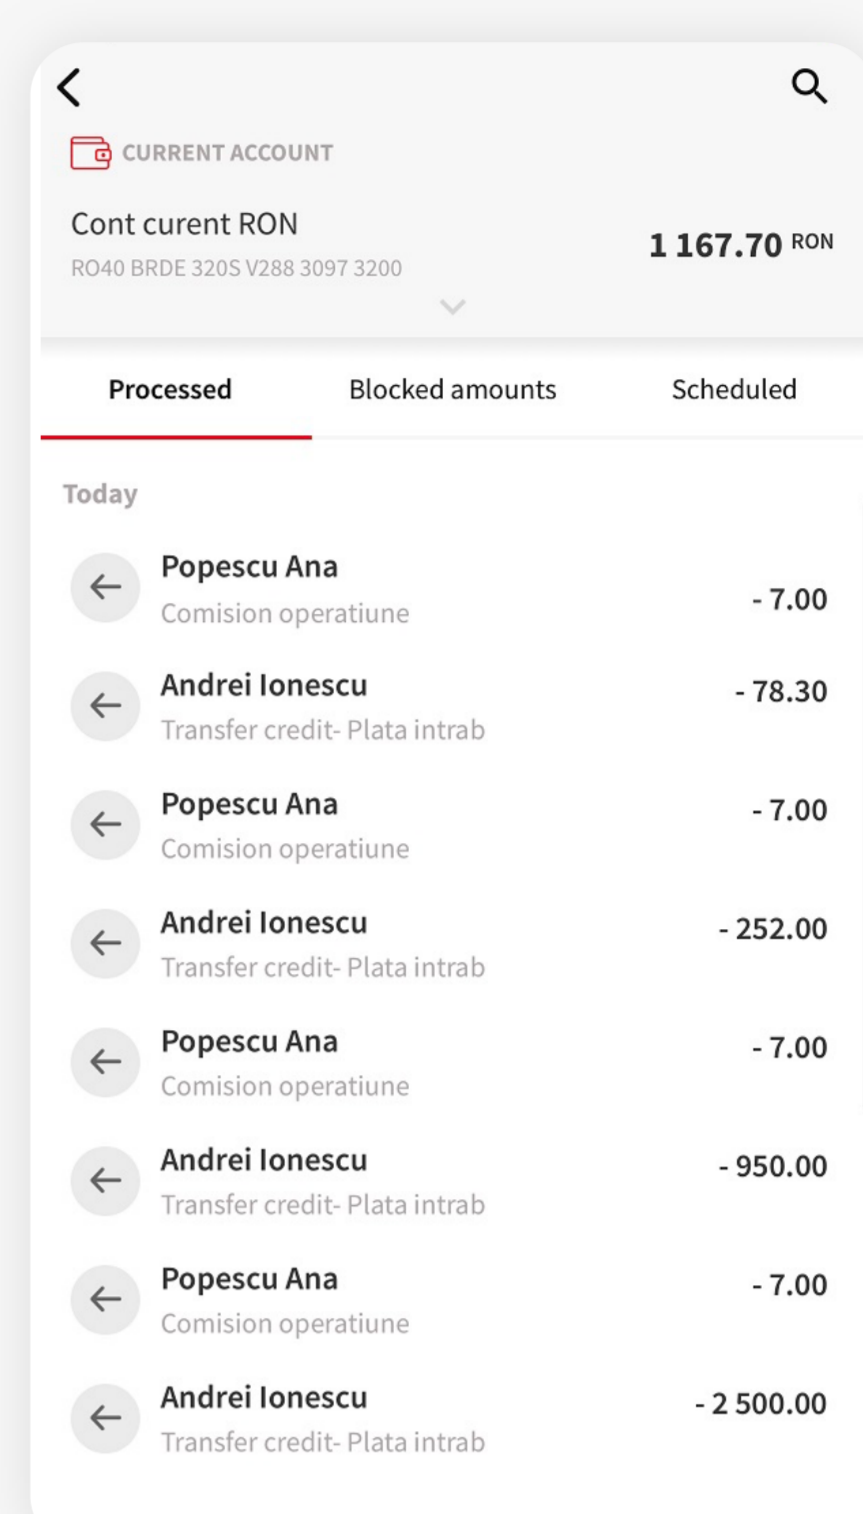 CURRENT ACCOUNT
Cont curent RON
1 167.70 RON
RO40 BRDE 320S V288 3097 3200
Processed
Blocked amounts
Scheduled
Today
Popescu Ana
Comision operatiune
- 7.00
Andrei Ionescu
- 78.30
Transfer credit- Plata intrab
Popescu Ana
- 7.00
Comision operatiune
Andrei Ionescu
- 252.00
Transfer credit- Plata intrab
Popescu Ana
- 7.00
Comision operatiune
Andrei Ionescu
- 950.00
Transfer credit- Plata intrab
Popescu Ana
- 7.00
Comision operatiune
Andrei Ionescu
- 2 500.00
Transfer credit- Plata intrab